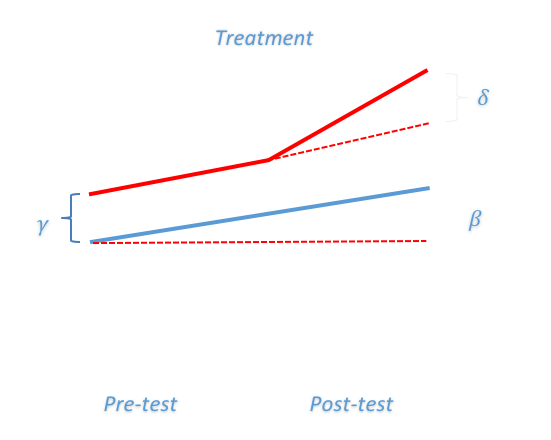 Treatment
δ
γ
β
Pre-test
Post-test